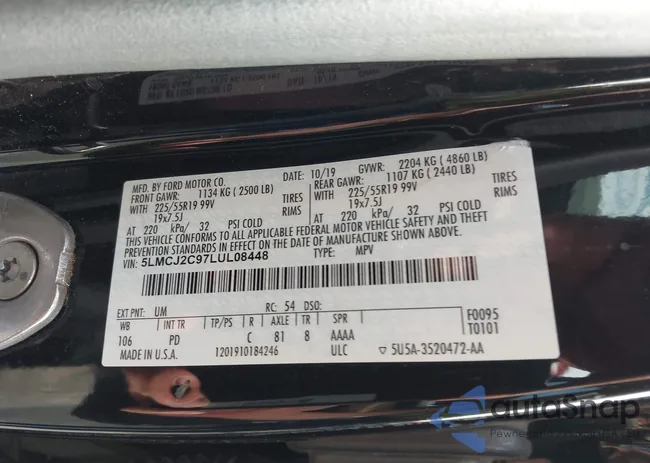 MFD. BY FORD MOTOR CO. 10/19 GVWR: 2204 KG ( 4860 LB)
FRONT GAWR: 1134 KG ( 2500 LB) REAR GAWR: 1107 KG ( 2440 LB)
WITH 225/55R19 99V TIRES WITH 225/55R19 99V TIRES
19x7.5J RIMS 19x7.5J RIMS
AT 220 kPa/ 32 PSI COLD AT 220 kPa/ 32 PSI COLD
THIS VEHICLE CONFORMS TO ALL APPLICABLE FEDERAL MOTOR VEHICLE SAFETY AND THEFT
PREVENTION STANDARDS IN EFFECT ON THE DATE OF MANUFACTURE SHOWN ABOVE.
VIN: 5LMCJ2C97LUL08448 TYPE: MPV
EXT PNT: UM RC: 54 DSO: F0095
WB INT TR TP/PS R AXLE TR SPR T0101
106 PD C 81 8 AAAA
MADE IN U.S.A. 1201910184246 ULC ▽ 5U5A-3520472-AA
autoSnap